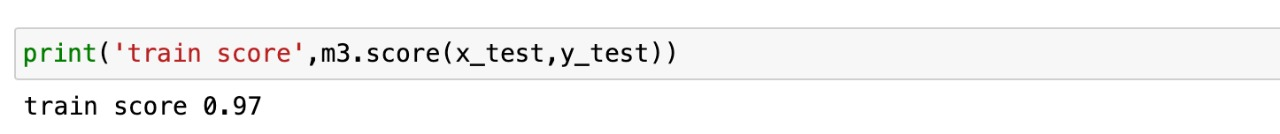 print('train score',m3.score(x_test,y_test))
train score 0.97